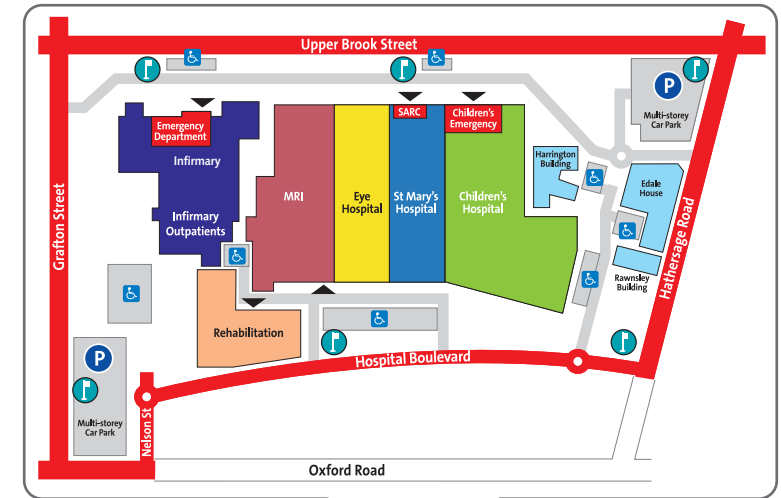 Upper Brook Street
P
Multi-storey
Car Park
SARC
Children's
Emergency
Emergency
Department
Infirmary
Infirmary
Outpatients
MRI
Eye
Hospital
St Mary's
Hospital
Children's
Hospital
Harrington
Building
Edale
House
Rawnsley
Building
Grafton Street
Hathersage Road
Rehabilitation
Hospital Boulevard
P
Multi-storey
Car Park
Nelson St
Oxford Road